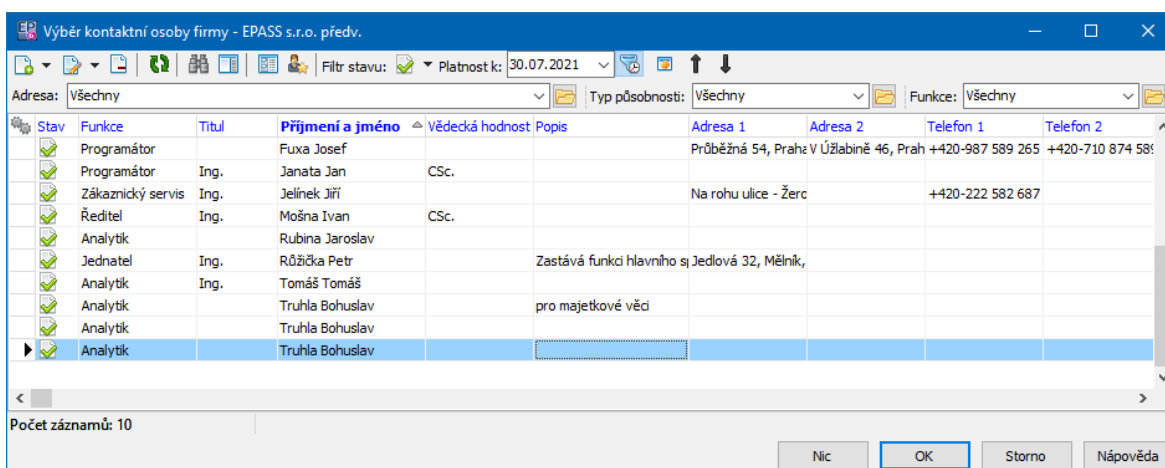 Výběr kontaktní osoby firmy - EPASS s.r.o. předv.
Filtr stavu: Platnost k: 30.07.2021
Adresa: Všechny Typ působnosti: Všechny Funkce: Všechny
Stav Funkce Titul Příjmení a jméno Vědecká hodnost Popis Adresa 1 Adresa 2 Telefon 1 Telefon 2
Programátor Fuxa Josef Průběžná 54, Praha V Úžlabině 46, Prah +420-987 589 265 +420-710 874 589
Programátor Ing. Janata Jan CSc.
Zákaznický servis Ing. Jelínek Jiří Na rohu ulice - Žero +420-222 582 687
Ředitel Ing. Mošna Ivan CSc.
Analytik Rubina Jaroslav
Jednatel Ing. Růžička Petr Zastává funkci hlavního sp Jedlová 32, Mělník,
Analytik Ing. Tomáš Tomáš
Analytik Truhla Bohuslav pro majetkové věci
Analytik Truhla Bohuslav
Analytik Truhla Bohuslav
Počet záznamů: 10
Nic OK Storno Nápověda